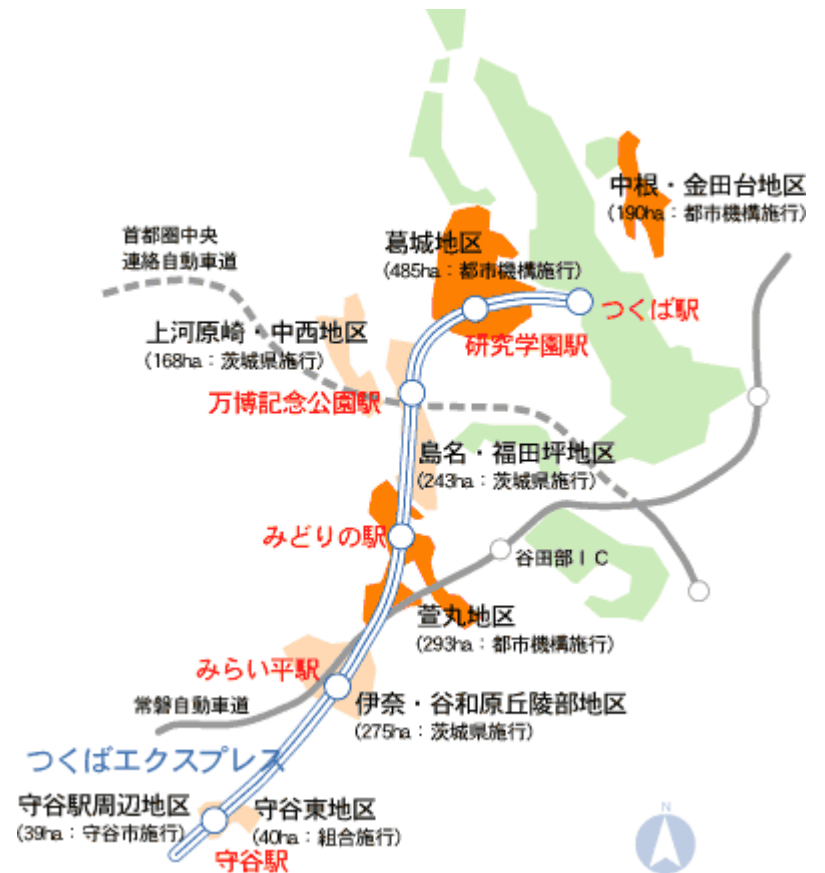 中根・金田台地区
(190ha：都市機構施行)
首都圏中央
連絡自動車道
葛城地区
(485ha：都市機構施行)
つくば駅
研究学園駅
上河原崎・中西地区
(168ha：茨城県施行)
万博記念公園駅
島名・福田坪地区
(243ha：茨城県施行)
みどりの駅
谷田部ＩＣ
萱丸地区
(293ha：都市機構施行)
みらい平駅
常磐自動車道
伊奈・谷和原丘陵部地区
(275ha：茨城県施行)
つくばエクスプレス
守谷駅周辺地区
(39ha：守谷市施行)
守谷東地区
(40ha：組合施行)
守谷駅
N